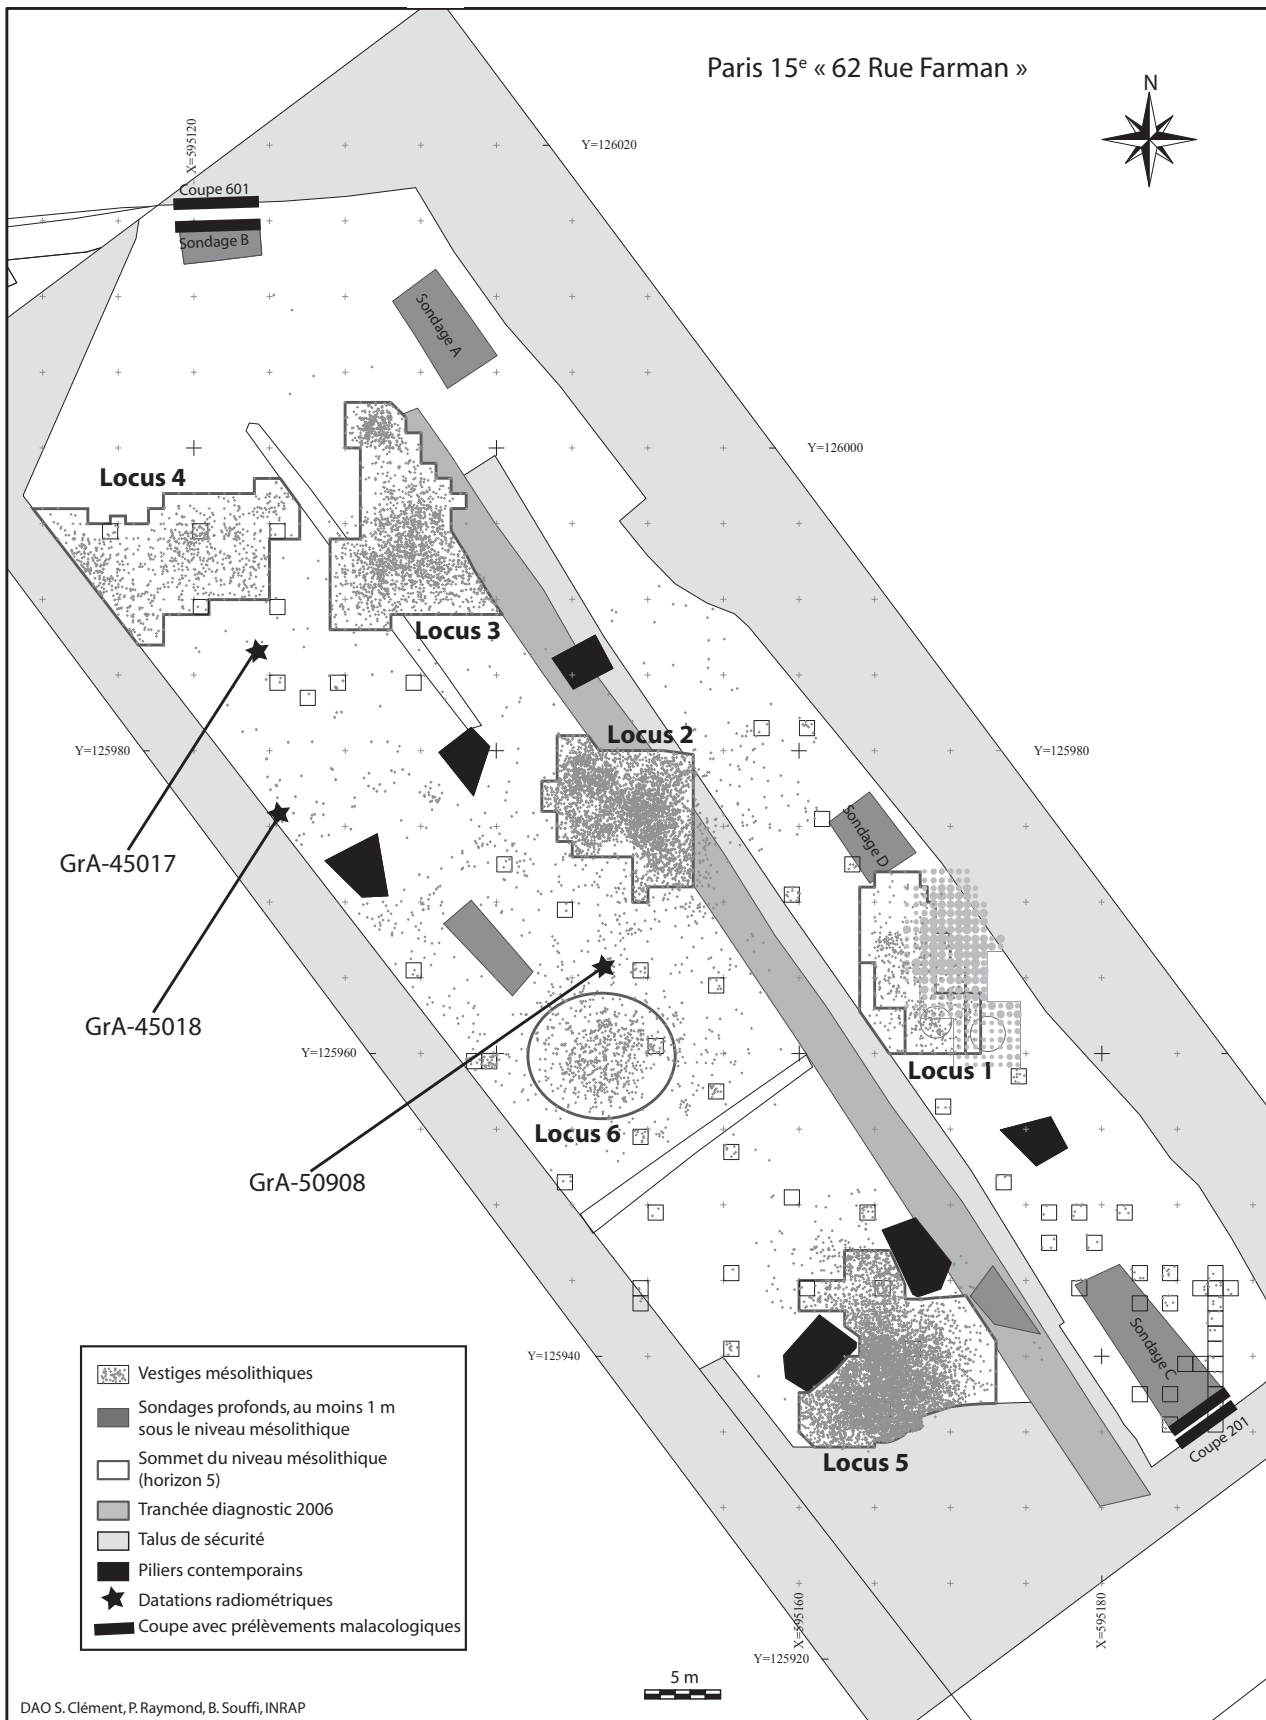 Paris 15e « 62 Rue Farman »
N
X=595120
Y=126020
Coupe 601
Sondage B
Sondage A
Y=126000
Locus 4
Locus 3
Locus 2
Y=125980
Y=125980
Sondage D
GrA-45017
GrA-45018
Y=125960
Locus 1
Locus 6
GrA-50908
Sondage C
Y=125940
Coupe 201
Locus 5
Vestiges mésolithiques
Sondages profonds, au moins 1 m
sous le niveau mésolithique
Sommet du niveau mésolithique
(horizon 5)
Tranchée diagnostic 2006
Talus de sécurité
Piliers contemporains
Datations radiométriques
Coupe avec prélèvements malacologiques
X=595160
X=595180
Y=125920
5 m
DAO S. Clément, P. Raymond, B. Souffi, INRAP